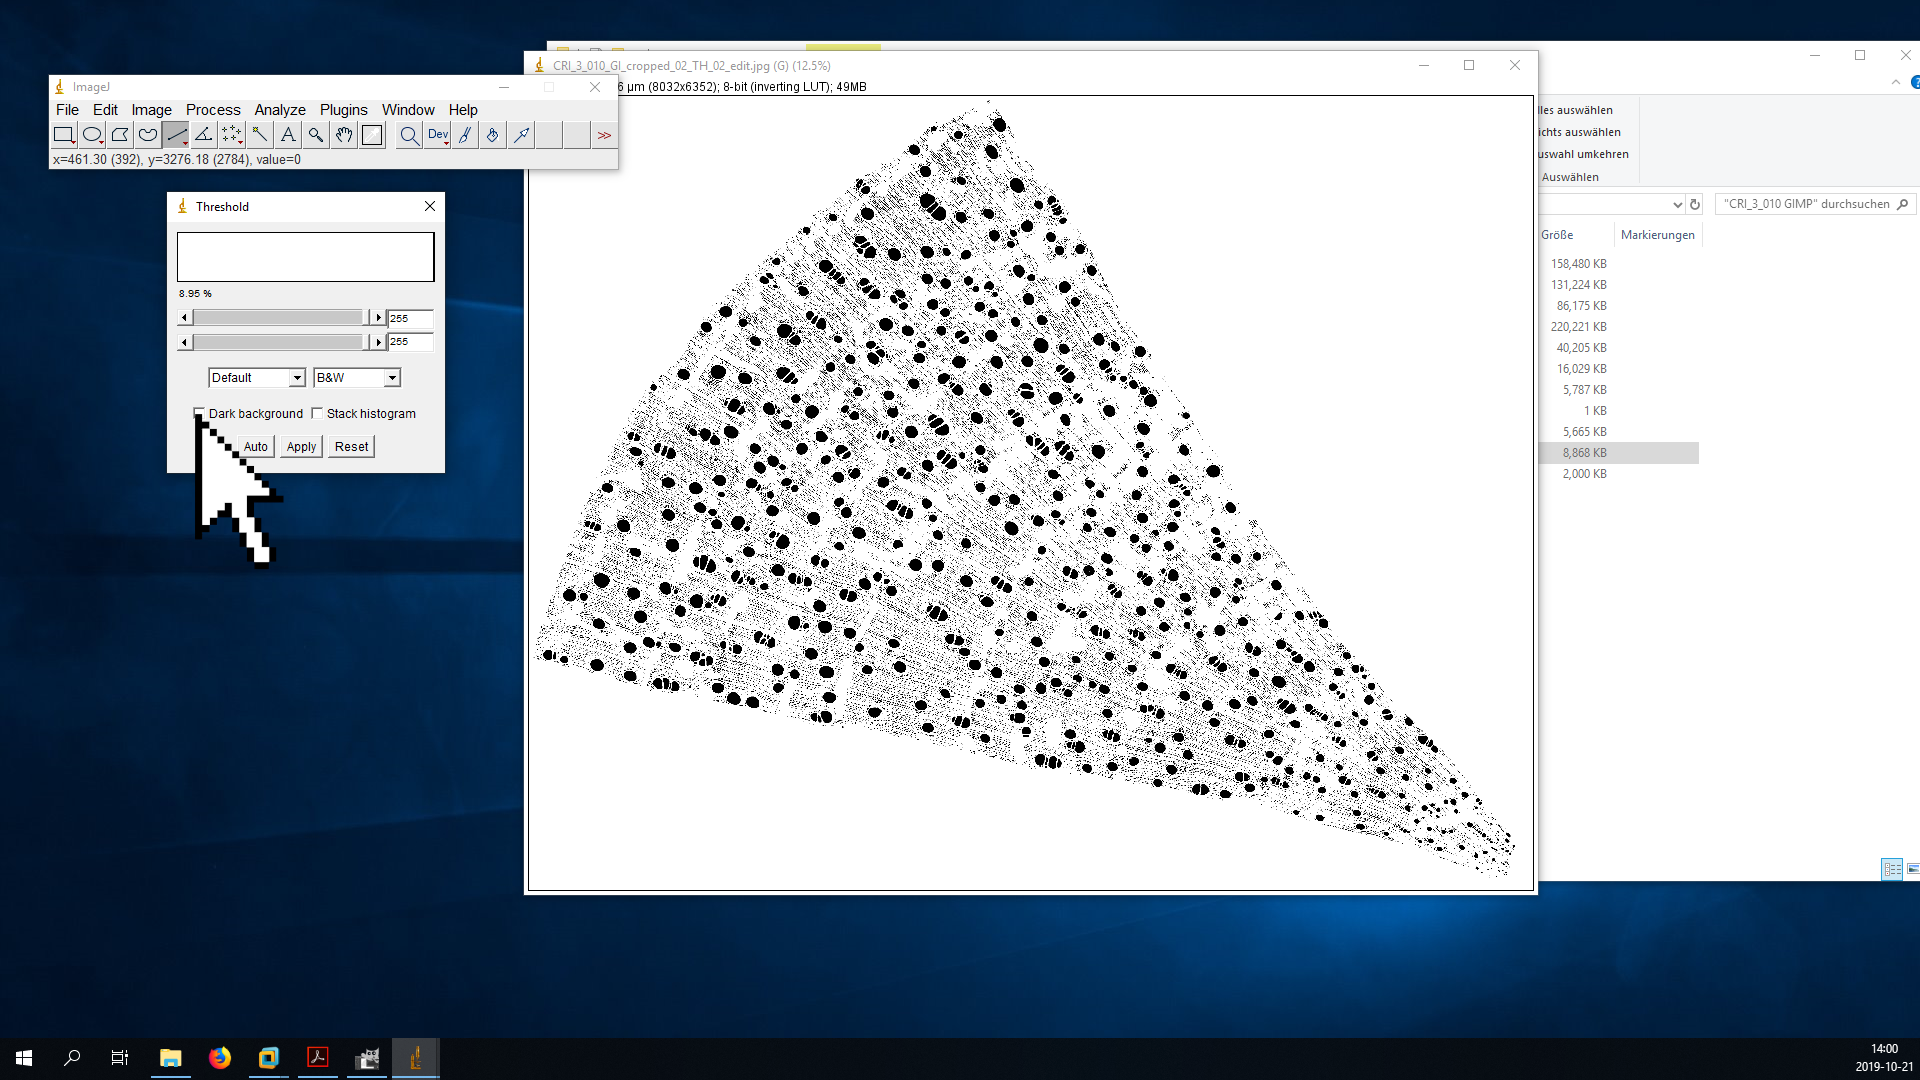 ImageJ
File Edit Image Process Analyze Plugins Window Help
Dev
x=461.30 (392), y=3276.18 (2784), value=0
CRI_3_010_GI_cropped_02_TH_02_edit.jpg (G) (12.5%)
6 µm (8032x6352); 8-bit (inverting LUT); 49MB
Threshold
8.95 %
255
255
Default B&W
Dark background Stack histogram
Auto Apply Reset
lles auswählen
ichts auswählen
uswahl umkehren
Auswählen
"CRI_3_010 GIMP" durchsuchen
Größe Markierungen
158,480 KB
131,224 KB
86,175 KB
220,221 KB
40,205 KB
16,029 KB
5,787 KB
1 KB
5,665 KB
8,868 KB
2,000 KB
14:00
2019-10-21